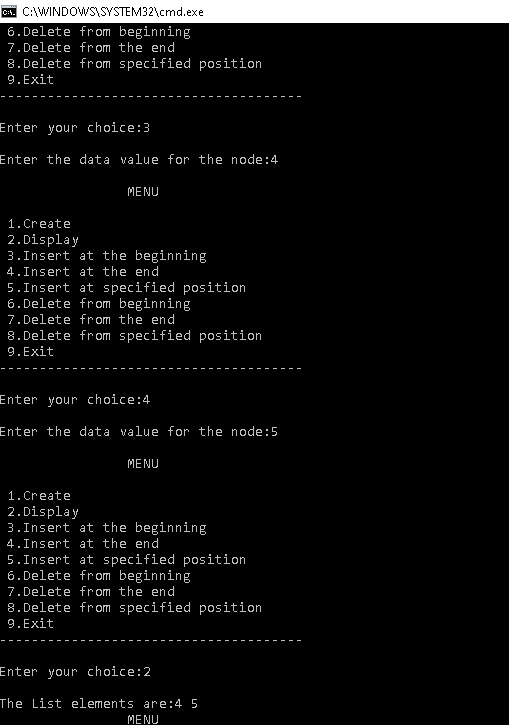 C:\WINDOWS\SYSTEM32\cmd.exe
6.Delete from beginning
7.Delete from the end
8.Delete from specified position
9.Exit
--------------------------------------
Enter your choice:3
Enter the data value for the node:4
MENU
1.Create
2.Display
3.Insert at the beginning
4.Insert at the end
5.Insert at specified position
6.Delete from beginning
7.Delete from the end
8.Delete from specified position
9.Exit
--------------------------------------
Enter your choice:4
Enter the data value for the node:5
MENU
1.Create
2.Display
3.Insert at the beginning
4.Insert at the end
5.Insert at specified position
6.Delete from beginning
7.Delete from the end
8.Delete from specified position
9.Exit
--------------------------------------
Enter your choice:2
The List elements are:4 5
MENU